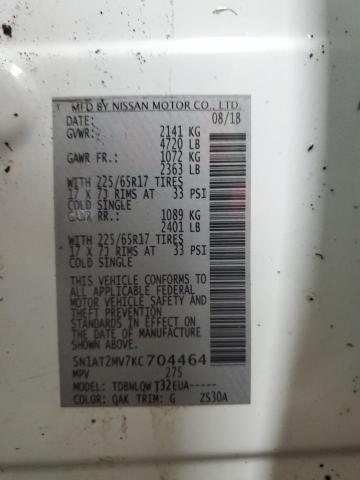 MFD BY NISSAN MOTOR CO., LTD.
DATE: 08/18
GVWR: 2141 KG
4720 LB
GAWR FR.: 1072 KG
2363 LB
WITH 225/65R17 TIRES
17 X 7J RIMS AT 33 PSI
COLD SINGLE
GAWR RR.: 1089 KG
2401 LB
WITH 225/65R17 TIRES
17 X 7J RIMS AT 33 PSI
COLD SINGLE
THIS VEHICLE CONFORMS TO
ALL APPLICABLE FEDERAL
MOTOR VEHICLE SAFETY AND
THEFT PREVENTION
STANDARDS IN EFFECT ON
THE DATE OF MANUFACTURE
SHOWN ABOVE.
5N1AT2MV7KC704464
MPV 275
MODEL: TDBNLQWT32EUA-----
COLOR: QAK TRIM: G ZS30A